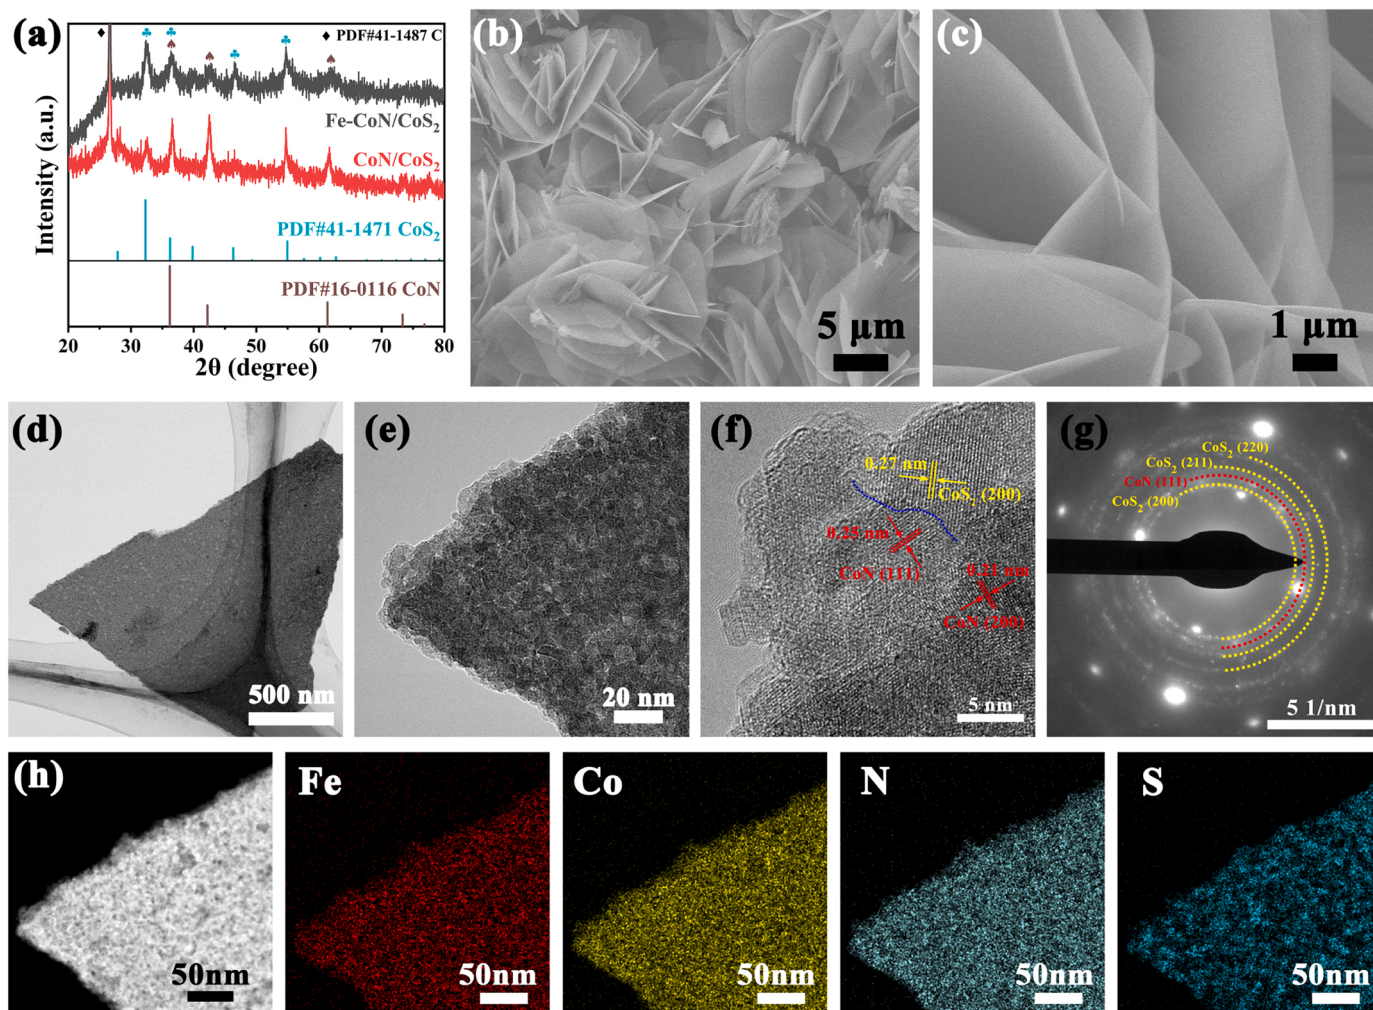 (a)
♦ PDF#41-1487 C
Fe-CoN/CoS₂
CoN/CoS₂
PDF#41-1471 CoS₂
PDF#16-0116 CoN
Intensity (a.u.)
20 30 40 50 60 70 80
2θ (degree)
(b)
5 μm
(c)
1 μm
(d)
500 nm
(e)
20 nm
(f)
0.27 nm
CoS₂ (200)
0.25 nm
CoN (111)
0.21 nm
CoN (200)
5 nm
(g)
CoS₂ (220)
CoS₂ (211)
CoN (111)
CoS₂ (200)
5 1/nm
(h)
50nm
Fe
50nm
Co
50nm
N
50nm
S
50nm